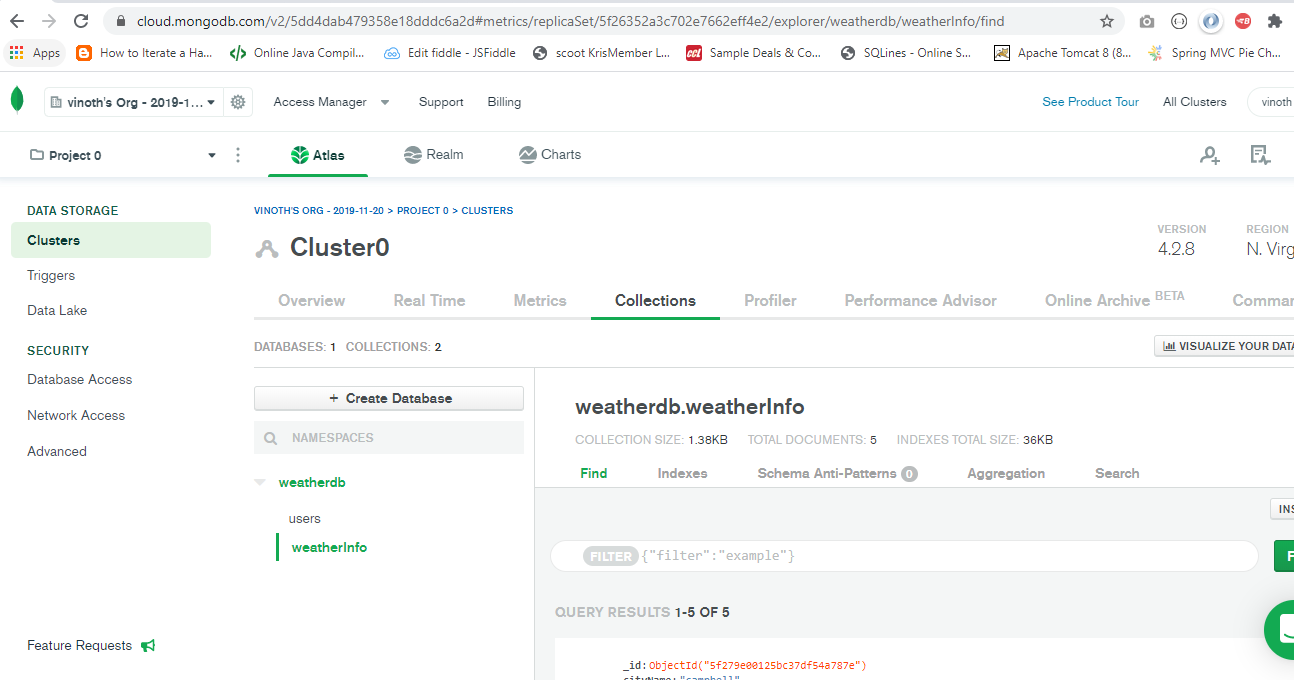 cloud.mongodb.com/v2/5dd4dab479358e18dddc6a2d#metrics/replicaSet/5f26352a3c702e7662eff4e2/explorer/weatherdb/weatherInfo/find
Apps How to Iterate a Ha... Online Java Compil... Edit fiddle - JSFiddle scoot KrisMember L... Sample Deals & Co... SQLines - Online S... Apache Tomcat 8 (8... Spring MVC Pie Ch...
vinoth's Org - 2019-1... Access Manager Support Billing See Product Tour All Clusters vinoth
Project 0 Atlas Realm Charts
DATA STORAGE
Clusters
Triggers
Data Lake
SECURITY
Database Access
Network Access
Advanced
Feature Requests
VINOTH'S ORG - 2019-11-20 > PROJECT 0 > CLUSTERS
Cluster0
VERSION REGION
4.2.8 N. Virg
Overview Real Time Metrics Collections Profiler Performance Advisor Online Archive BETA Comman
DATABASES: 1 COLLECTIONS: 2
VISUALIZE YOUR DATA
+ Create Database
NAMESPACES
weatherdb
users
weatherInfo
weatherdb.weatherInfo
COLLECTION SIZE: 1.38KB TOTAL DOCUMENTS: 5 INDEXES TOTAL SIZE: 36KB
Find Indexes Schema Anti-Patterns 0 Aggregation Search
INS
FILTER {"filter":"example"}
F
QUERY RESULTS 1-5 OF 5
_id:ObjectId("5f279e00125bc37df54a787e")
cityName:"campbell"